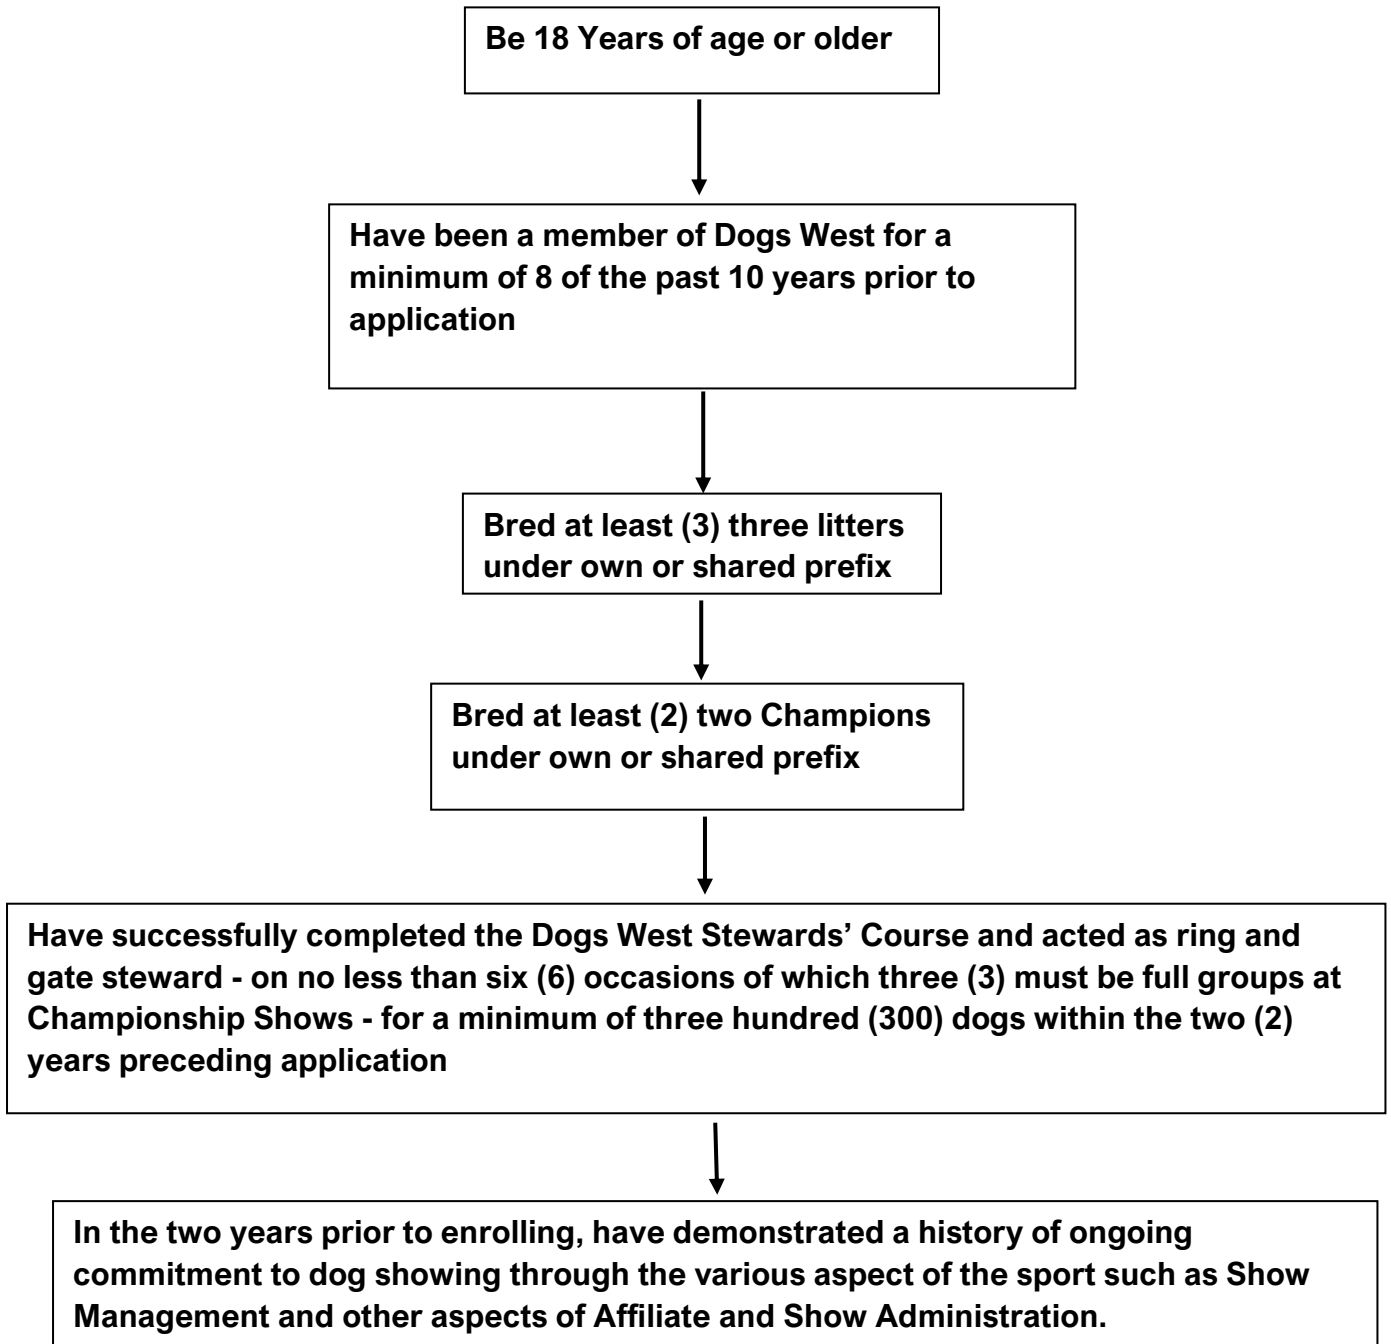 Be 18 Years of age or older
Have been a member of Dogs West for a
minimum of 8 of the past 10 years prior to
application
Bred at least (3) three litters
under own or shared prefix
Bred at least (2) two Champions
under own or shared prefix
Have successfully completed the Dogs West Stewards’ Course and acted as ring and
gate steward - on no less than six (6) occasions of which three (3) must be full groups at
Championship Shows - for a minimum of three hundred (300) dogs within the two (2)
years preceding application
In the two years prior to enrolling, have demonstrated a history of ongoing
commitment to dog showing through the various aspect of the sport such as Show
Management and other aspects of Affiliate and Show Administration.